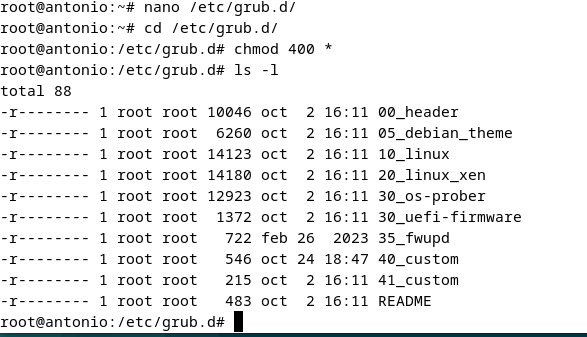 root@antonio:~# nano /etc/grub.d/
root@antonio:~# cd /etc/grub.d/
root@antonio:/etc/grub.d# chmod 400 *
root@antonio:/etc/grub.d# ls -l
total 88
-r-------- 1 root root 10046 oct  2 16:11 00_header
-r-------- 1 root root  6260 oct  2 16:11 05_debian_theme
-r-------- 1 root root 14123 oct  2 16:11 10_linux
-r-------- 1 root root 14180 oct  2 16:11 20_linux_xen
-r-------- 1 root root 12923 oct  2 16:11 30_os-prober
-r-------- 1 root root  1372 oct  2 16:11 30_uefi-firmware
-r-------- 1 root root   722 feb 26  2023 35_fwupd
-r-------- 1 root root   546 oct 24 18:47 40_custom
-r-------- 1 root root   215 oct  2 16:11 41_custom
-r-------- 1 root root   483 oct  2 16:11 README
root@antonio:/etc/grub.d#